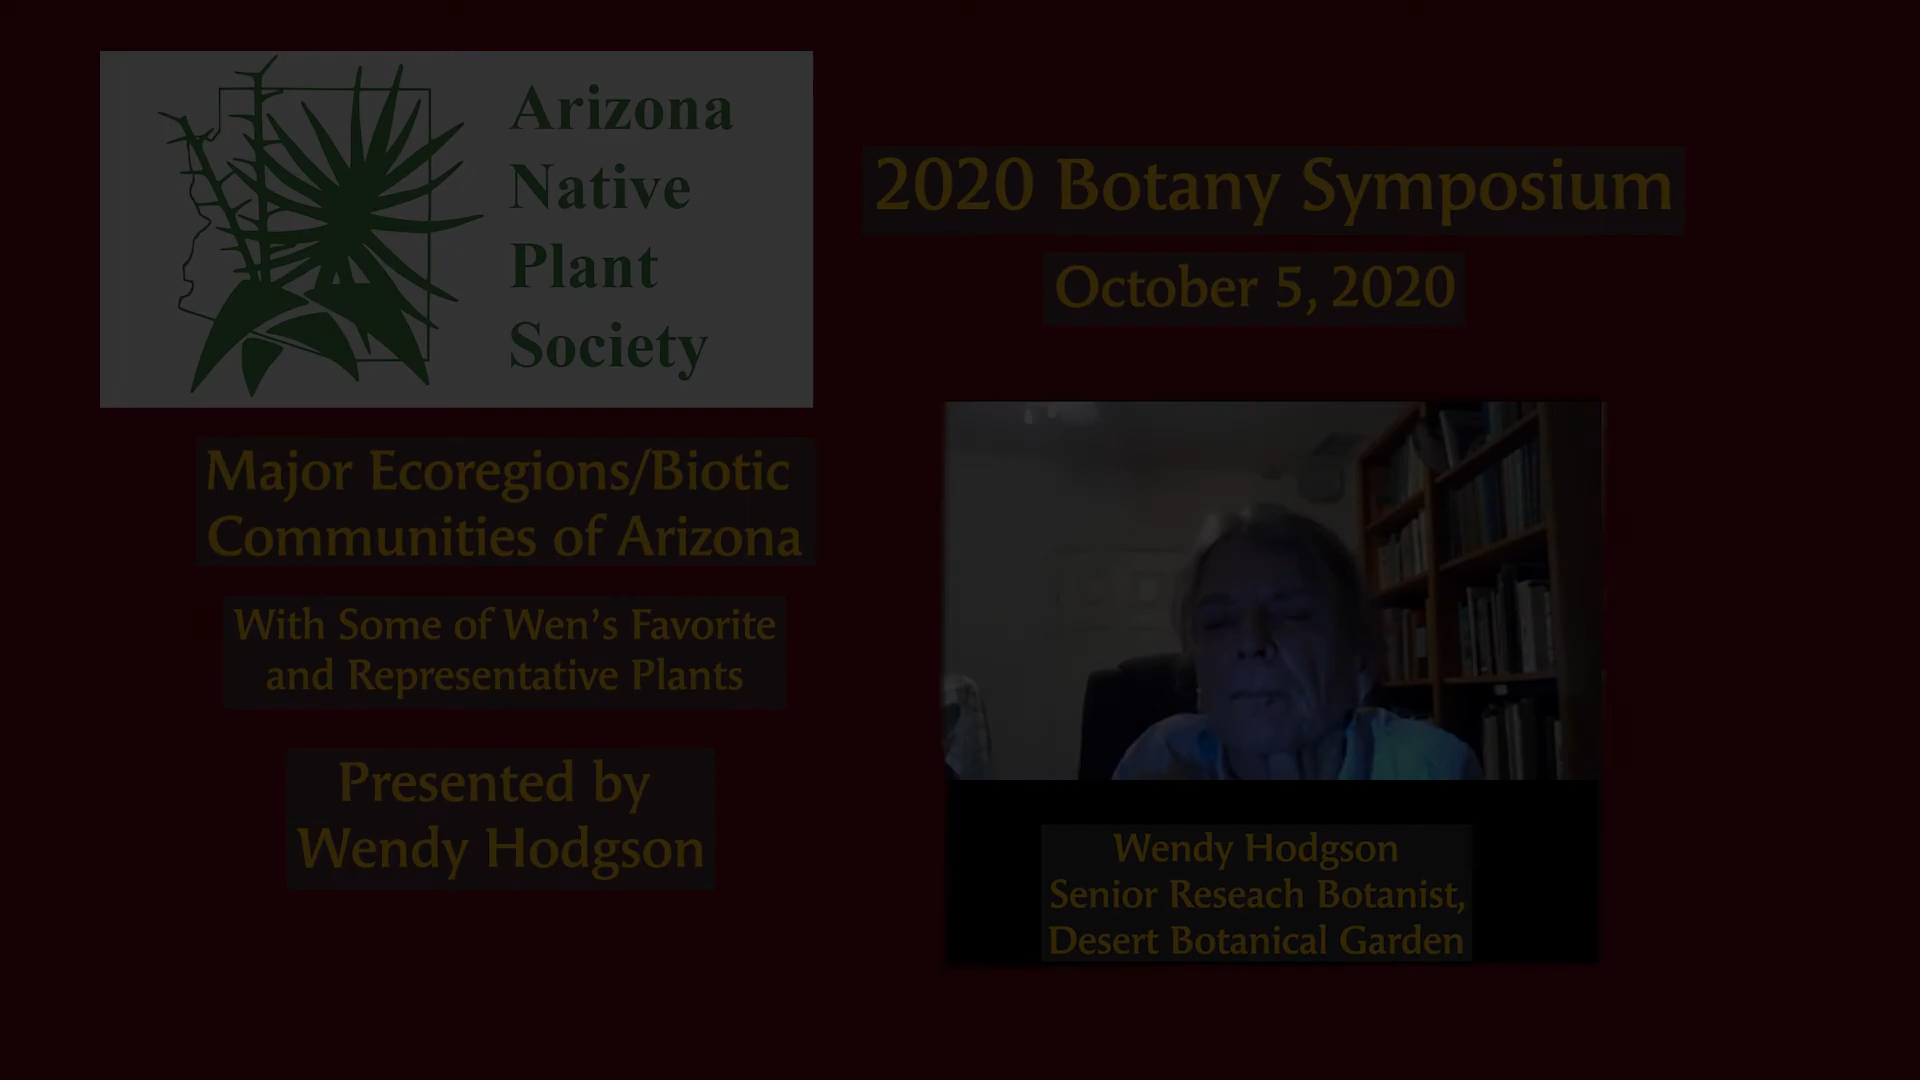 Arizona
Native
Plant
Society
2020 Botany Symposium
October 5, 2020
Major Ecoregions/Biotic
Communities of Arizona
With Some of Wen's Favorite
and Representative Plants
Presented by
Wendy Hodgson
Wendy Hodgson
Senior Reseach Botanist,
Desert Botanical Garden